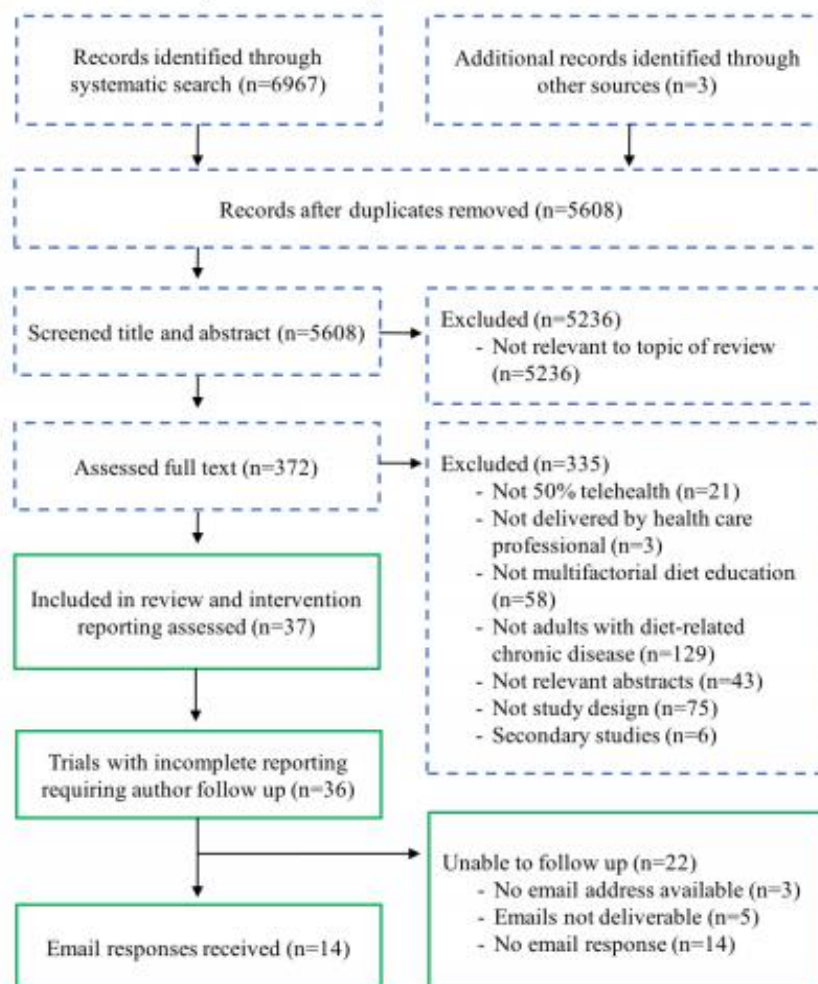 Records identified through
systematic search (n=6967)
Additional records identified through
other sources (n=3)
Records after duplicates removed (n=5608)
Screened title and abstract (n=5608)
Excluded (n=5236)
- Not relevant to topic of review
(n=5236)
Assessed full text (n=372)
Excluded (n=335)
- Not 50% telehealth (n=21)
- Not delivered by health care
professional (n=3)
- Not multifactorial diet education
(n=58)
- Not adults with diet-related
chronic disease (n=129)
- Not relevant abstracts (n=43)
- Not study design (n=75)
- Secondary studies (n=6)
Included in review and intervention
reporting assessed (n=37)
Trials with incomplete reporting
requiring author follow up (n=36)
Unable to follow up (n=22)
- No email address available (n=3)
- Emails not deliverable (n=5)
- No email response (n=14)
Email responses received (n=14)